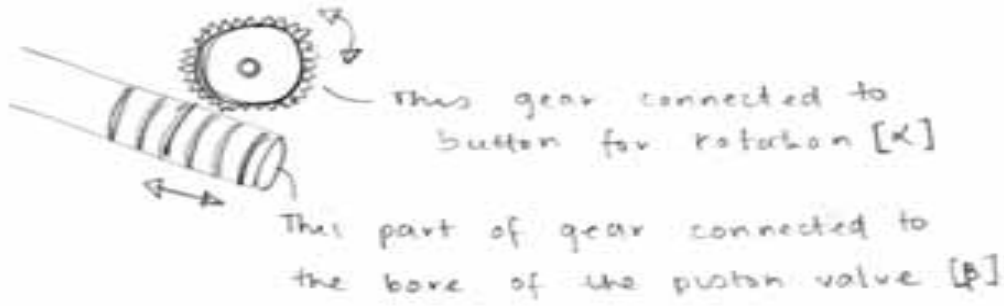 This gear connected to
button for rotation [α]
This part of gear connected to
the bore of the piston valve [β]